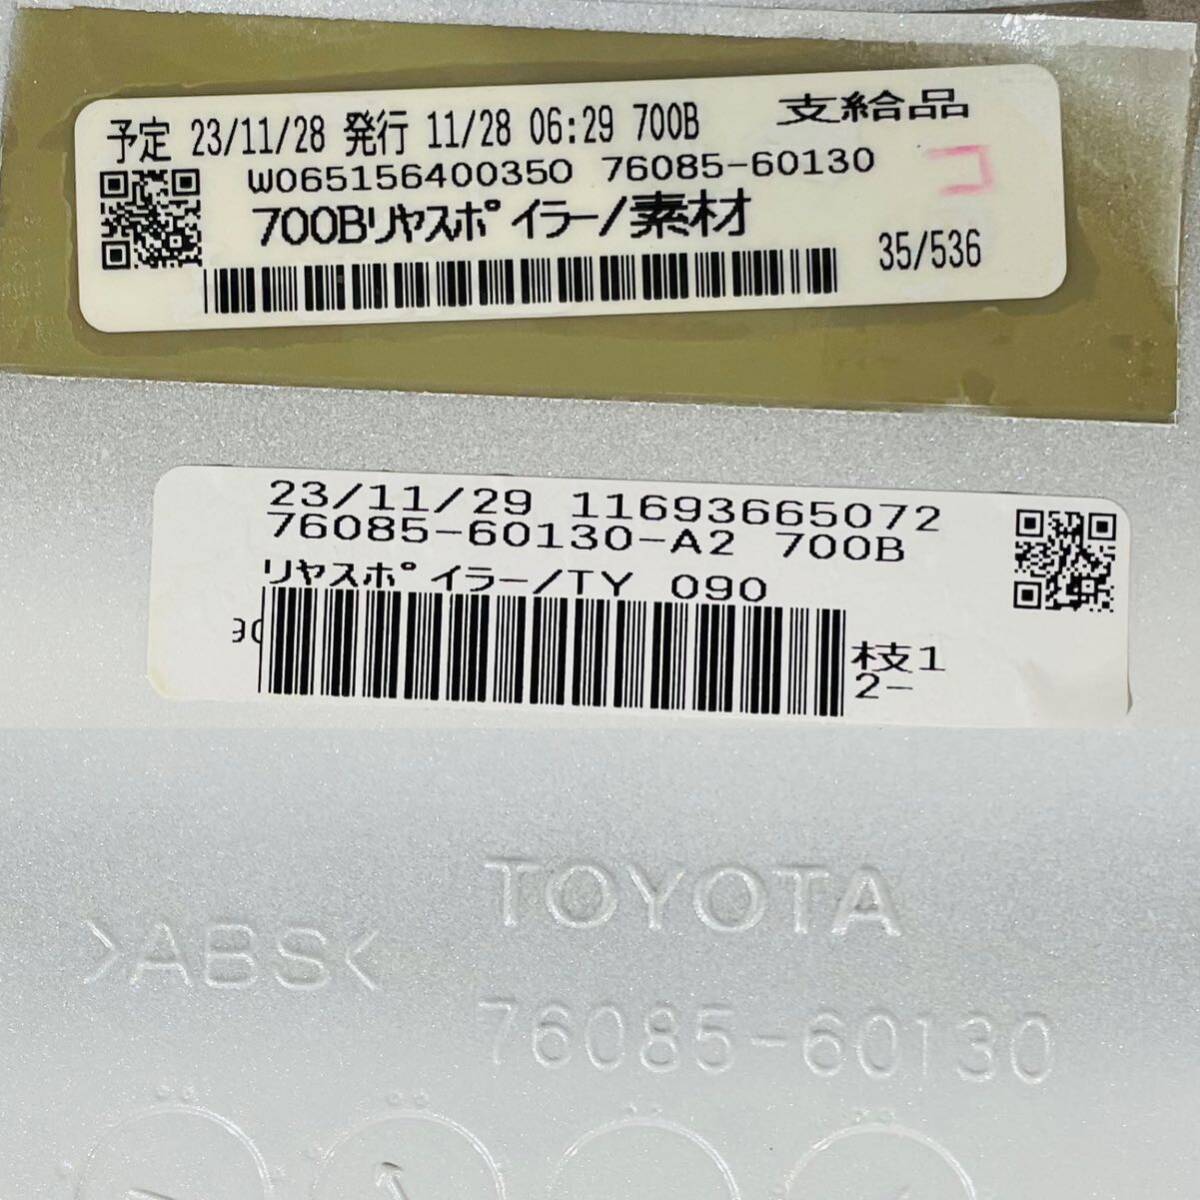 予定 23/11/28 発行 11/28 06:29 700B 支給品
W065156400350 76085-60130 コ
700Bリヤスポイラー/素材
35/536
23/11/29 11693665072
76085-60130-A2 700B
リヤスポイラー/TY 090
90
枝1
2-
TOYOTA
>ABS<
76085-60130